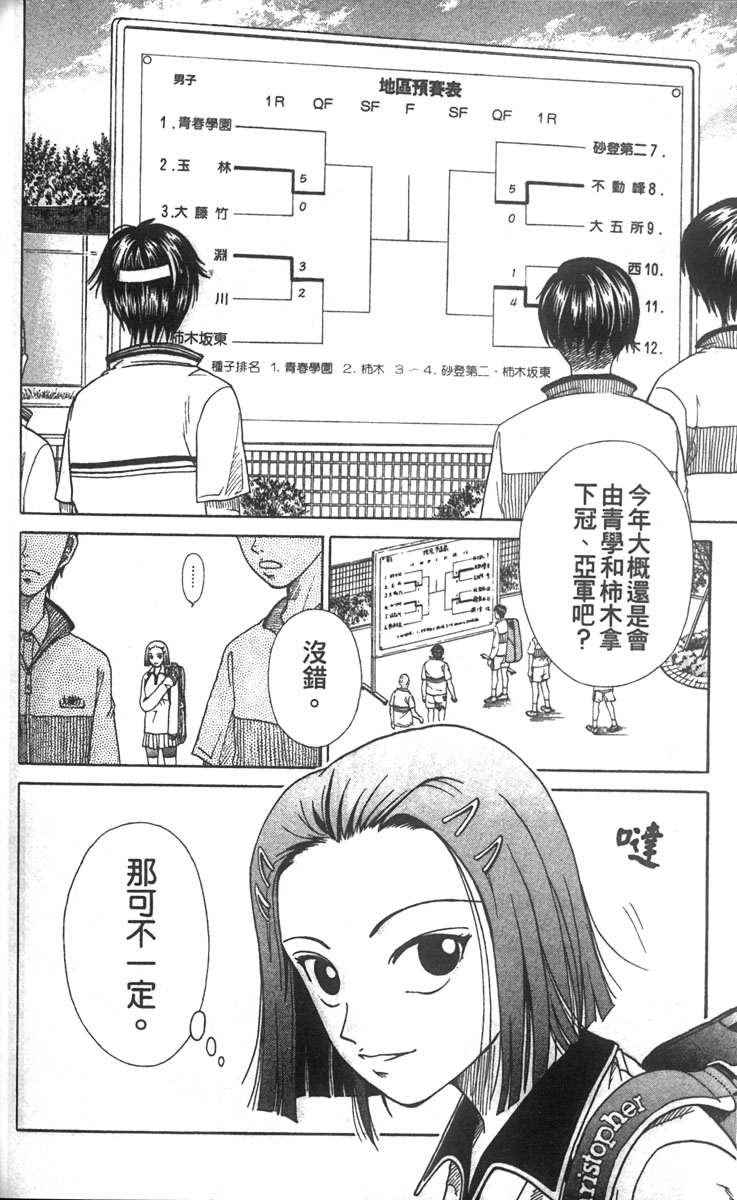 地區預賽表
男子
1R QF SF F SF QF 1R
1. 青春學園
2. 玉林
3. 大藤竹
淵
川
柿木坂東
5
0
3
2
砂登第二 7.
不動峰 8.
大五所 9.
西 10.
11.
12.
5
0
1
4
種子排名 1. 青春學園 2. 柿木 3～4. 砂登第二・柿木坂東
今年大概還是會
由青學和柿木拿
下冠、亞軍吧？
沒錯。
⋯⋯
噠
那可不一定。
ristopher